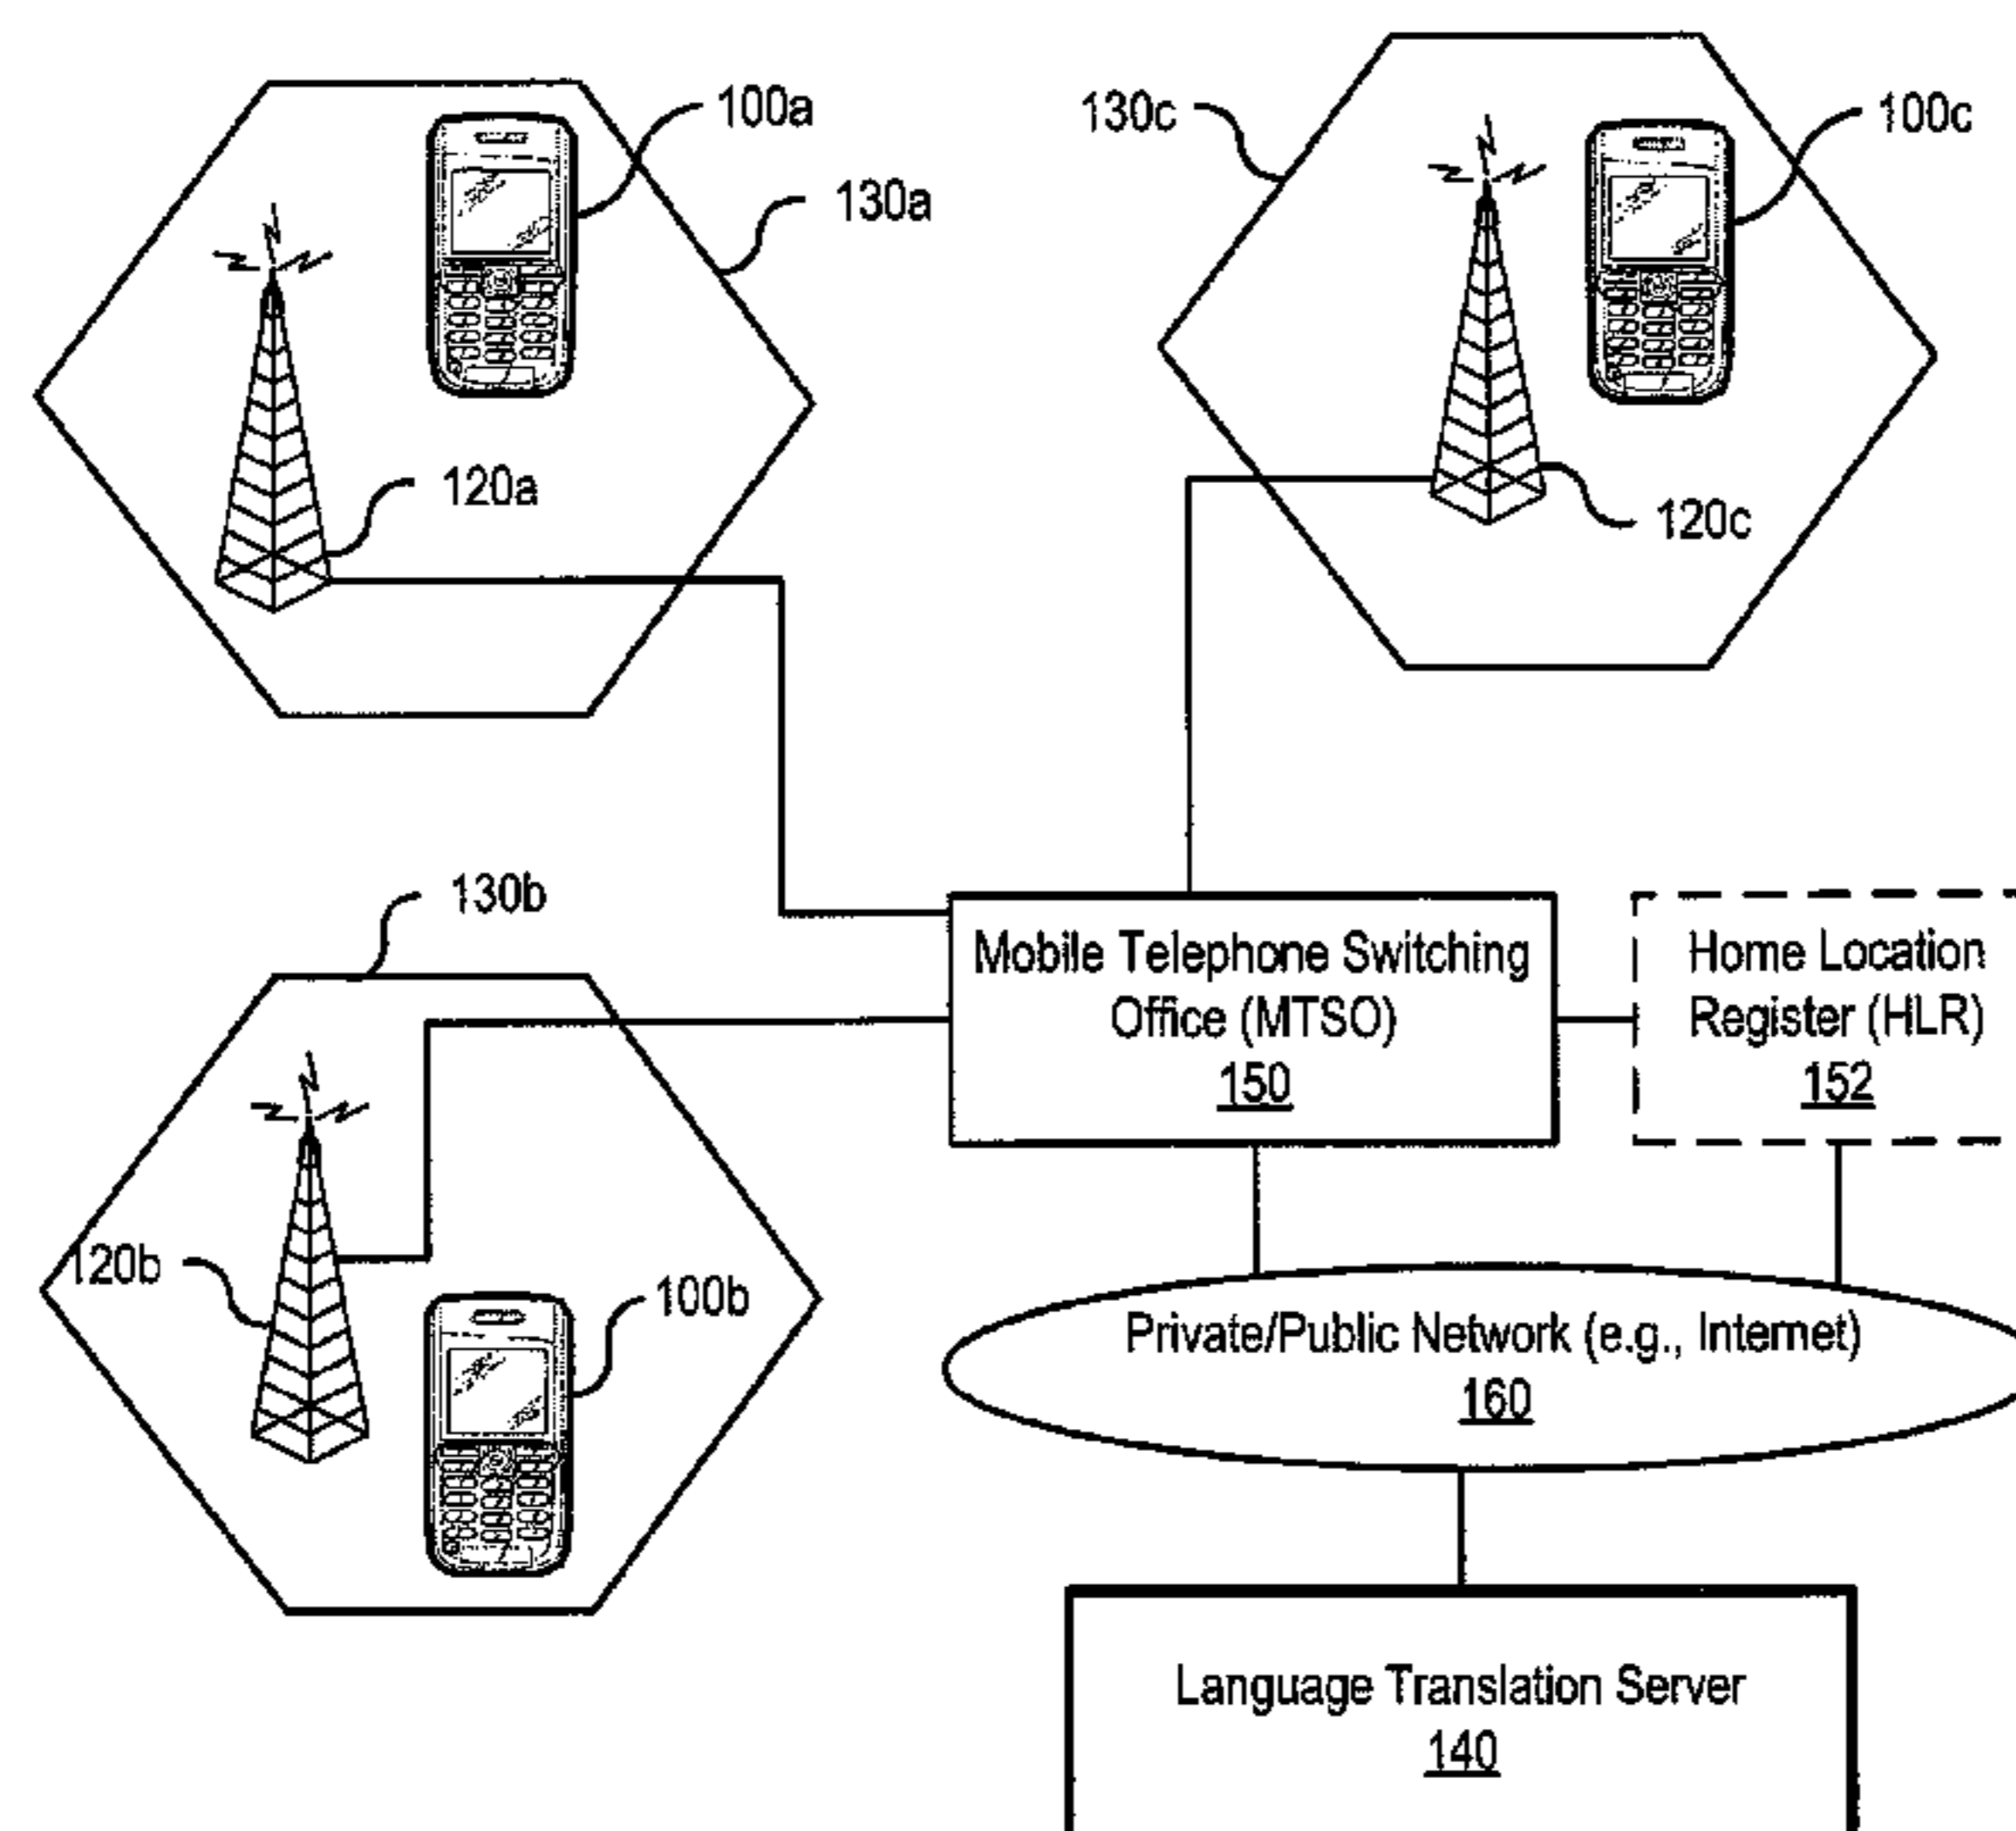 100a
130a
120a
130c
100c
120c
130b
120b
100b
Mobile Telephone Switching
Office (MTSO)
150
Home Location
Register (HLR)
152
Private/Public Network (e.g., Internet)
160
Language Translation Server
140